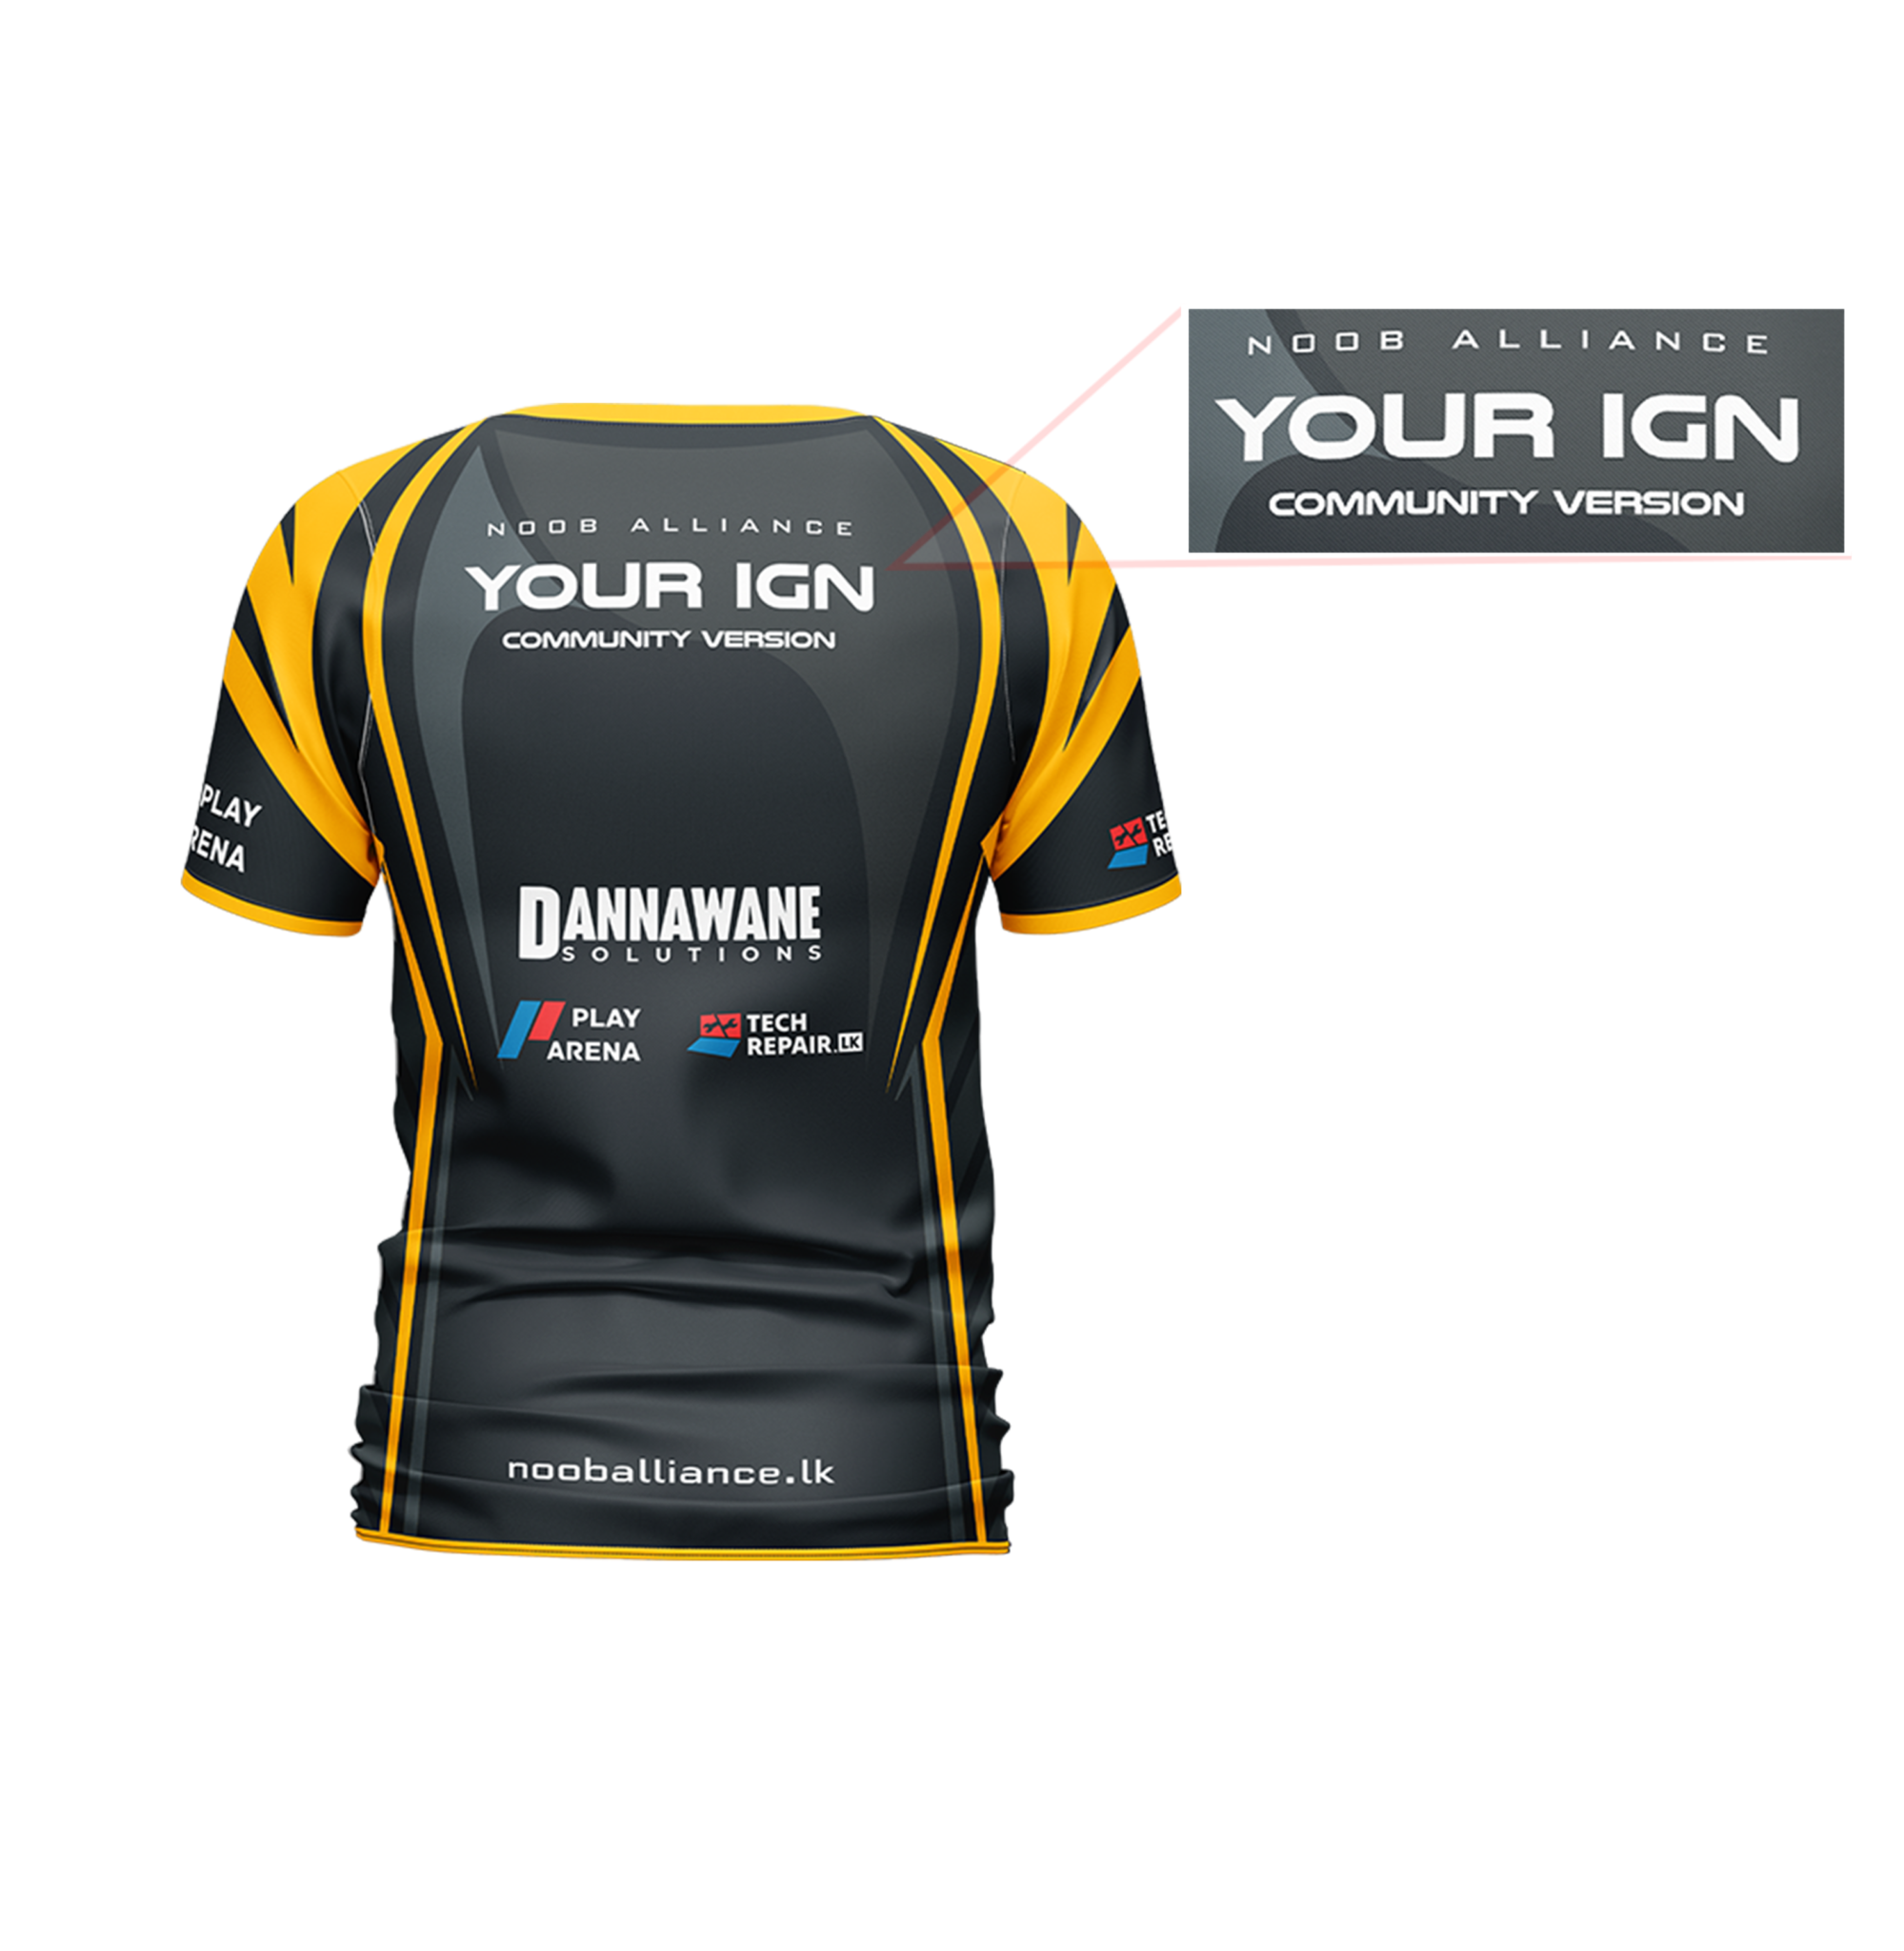 NOOB ALLIANCE
YOUR IGN
COMMUNITY VERSION
NOOB ALLIANCE
YOUR IGN
COMMUNITY VERSION
PLAY
DANNAWANE
SOLUTIONS
PLAY
ARENA
TECH
REPAIR.LK
nooballiance.lk